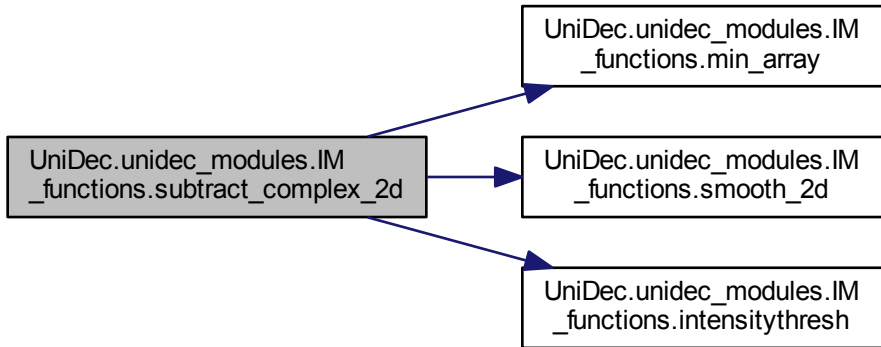 UniDec.unidec_modules.IM
_functions.min_array
UniDec.unidec_modules.IM
_functions.subtract_complex_2d
UniDec.unidec_modules.IM
_functions.smooth_2d
UniDec.unidec_modules.IM
_functions.intensitythresh